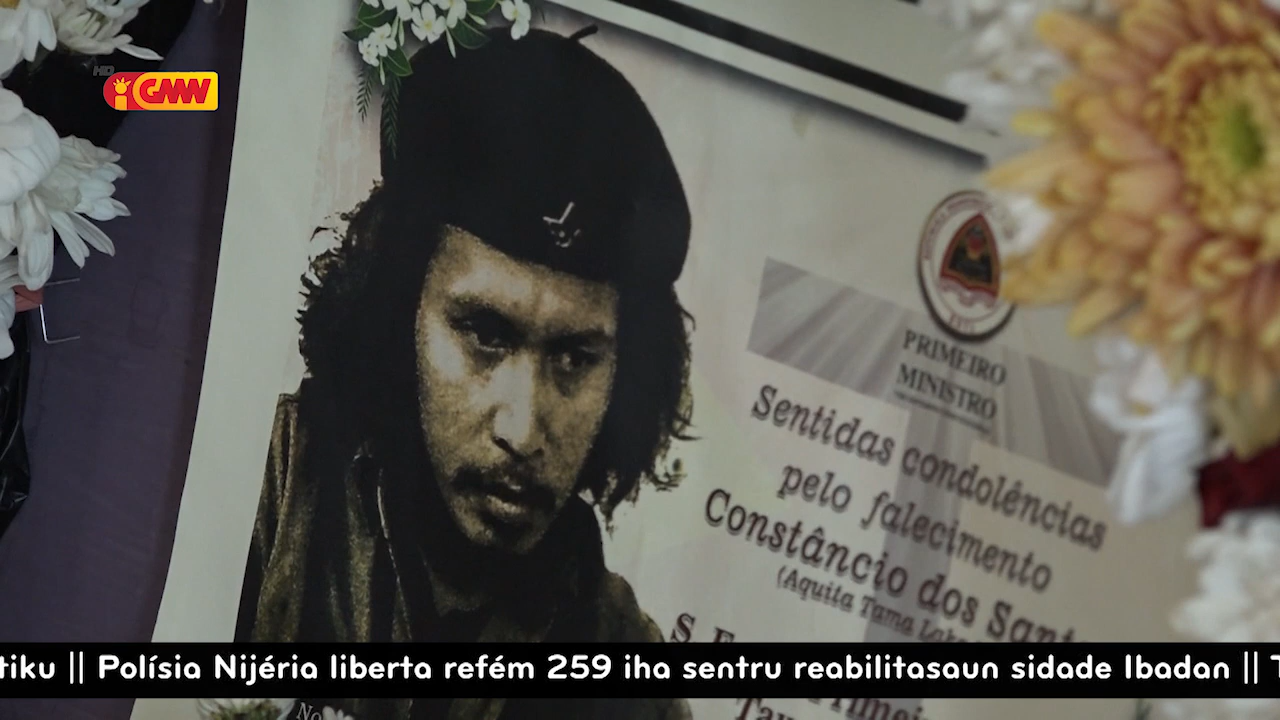 HD
GMN
PRIMEIRO
MINISTRO
Sentidas condolências
pelo falecimento
Constâncio dos
(Aquita Tama
S.
tiku || Polísia Nijéria liberta refém 259 iha sentru reabilitasaun sidade Ibadan || T